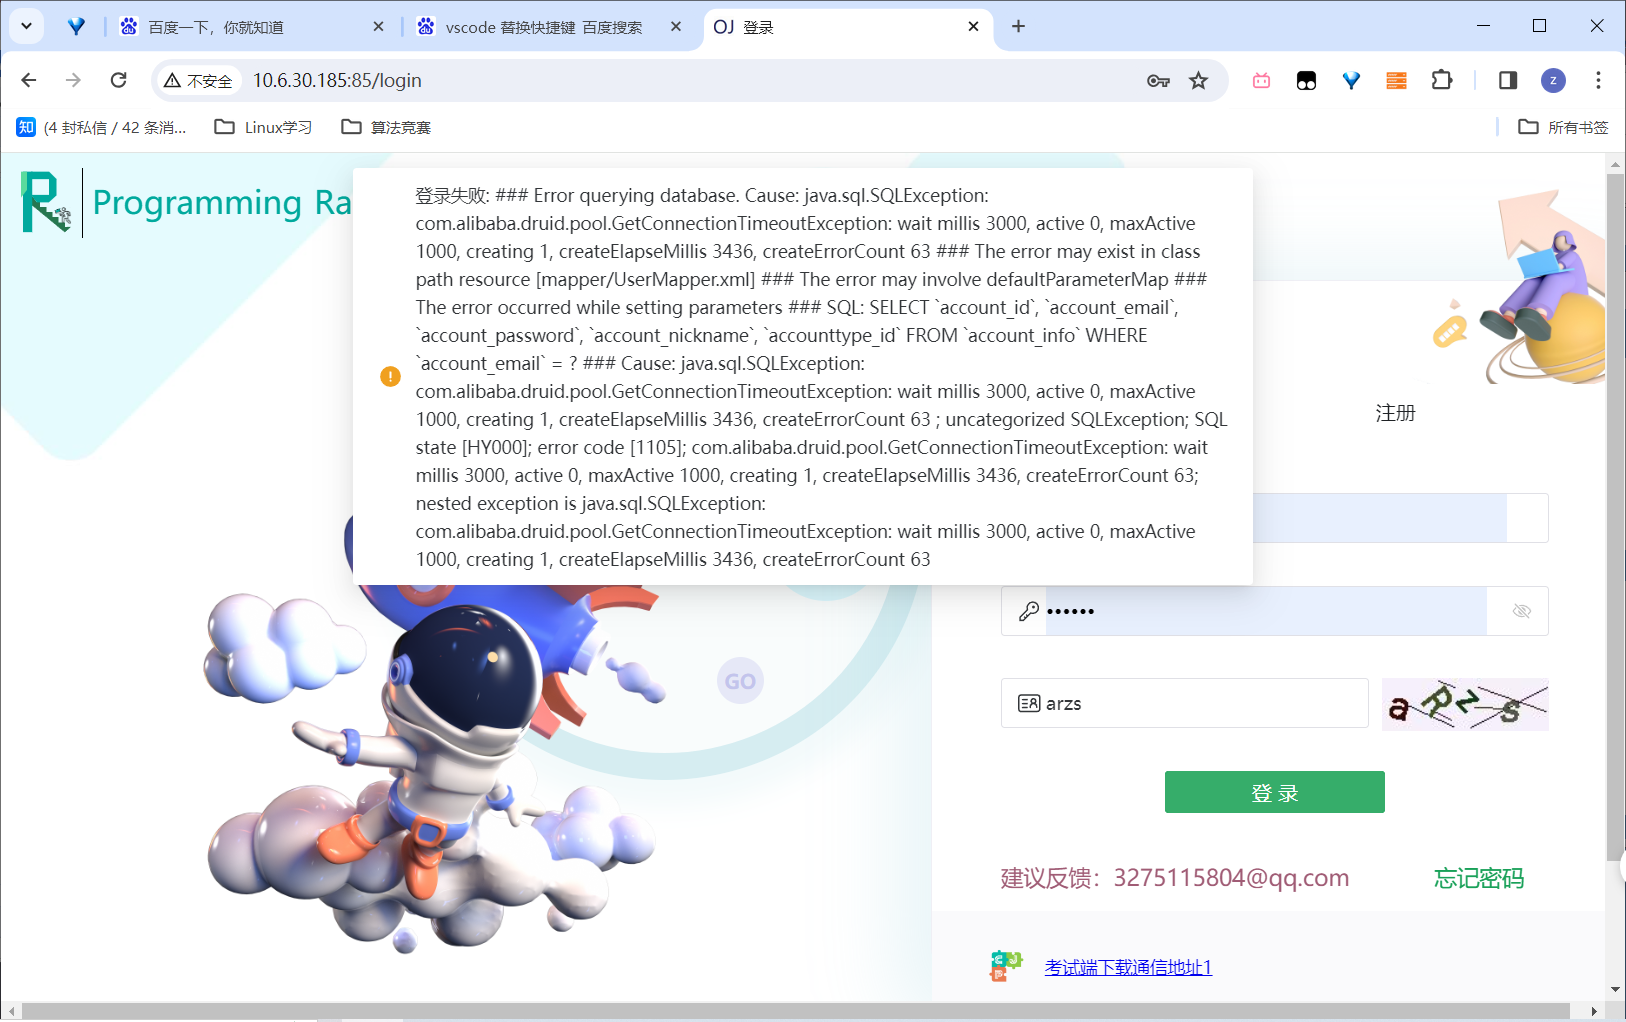 百度一下，你就知道
vscode 替换快捷键 百度搜索
OJ 登录
不安全
10.6.30.185:85/login
z
知 (4 封私信 / 42 条消...
Linux学习
算法竞赛
所有书签
Programming Ra
登录失败: ### Error querying database. Cause: java.sql.SQLException:
com.alibaba.druid.pool.GetConnectionTimeoutException: wait millis 3000, active 0, maxActive
1000, creating 1, createElapseMillis 3436, createErrorCount 63 ### The error may exist in class
path resource [mapper/UserMapper.xml] ### The error may involve defaultParameterMap ###
The error occurred while setting parameters ### SQL: SELECT `account_id`, `account_email`,
`account_password`, `account_nickname`, `accounttype_id` FROM `account_info` WHERE
`account_email` = ? ### Cause: java.sql.SQLException:
com.alibaba.druid.pool.GetConnectionTimeoutException: wait millis 3000, active 0, maxActive
1000, creating 1, createElapseMillis 3436, createErrorCount 63 ; uncategorized SQLException; SQL
state [HY000]; error code [1105]; com.alibaba.druid.pool.GetConnectionTimeoutException: wait
millis 3000, active 0, maxActive 1000, creating 1, createElapseMillis 3436, createErrorCount 63;
nested exception is java.sql.SQLException:
com.alibaba.druid.pool.GetConnectionTimeoutException: wait millis 3000, active 0, maxActive
1000, creating 1, createElapseMillis 3436, createErrorCount 63
注册
••••••
GO
arzs
aRzs
登 录
建议反馈：3275115804@qq.com
忘记密码
考试端下载通信地址1